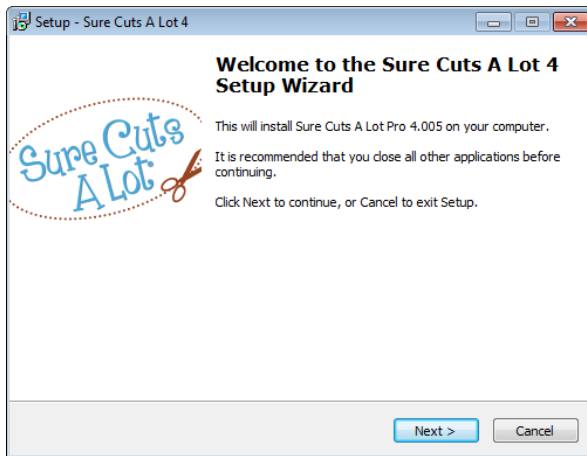 Setup - Sure Cuts A Lot 4
Welcome to the Sure Cuts A Lot 4
Setup Wizard
Sure Cuts
A Lot
This will install Sure Cuts A Lot Pro 4.005 on your computer.
It is recommended that you close all other applications before
continuing.
Click Next to continue, or Cancel to exit Setup.
Next >
Cancel